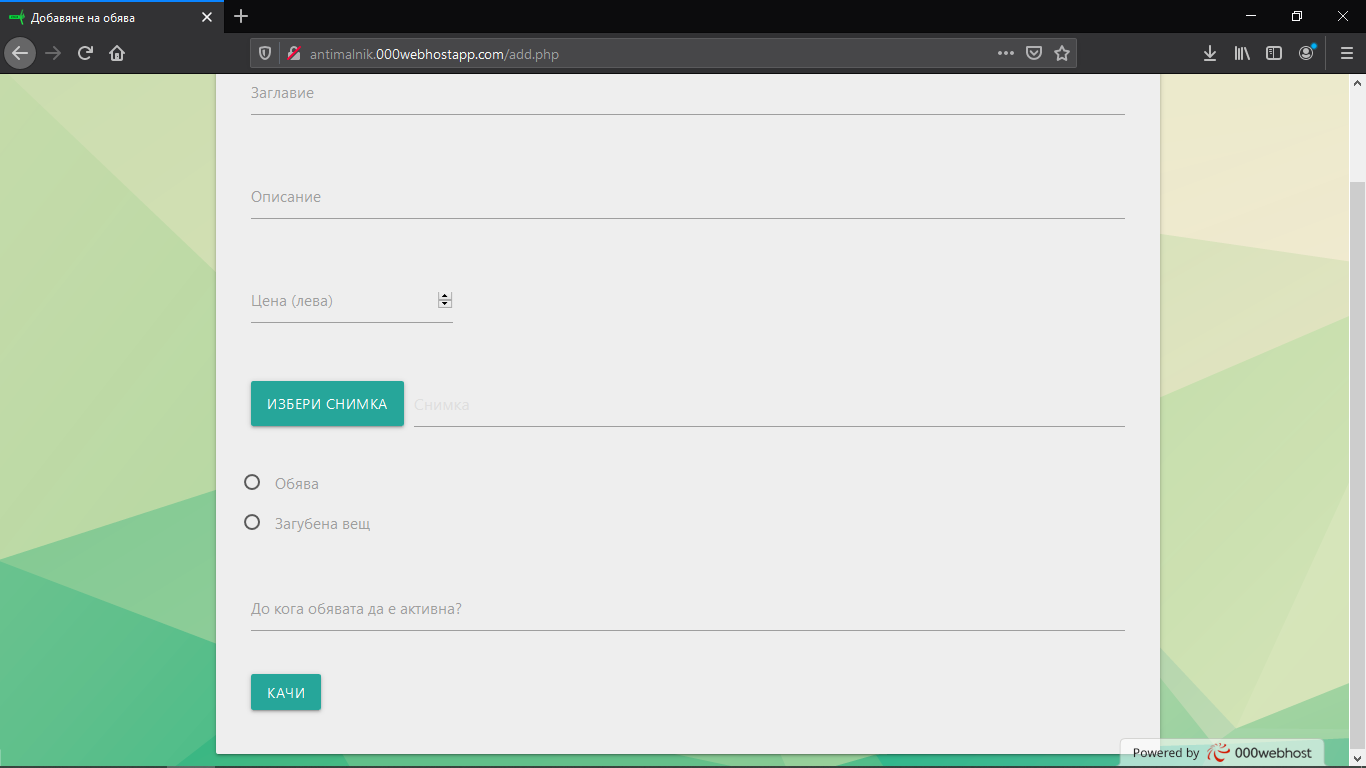 Добавяне на обява
antimalnik.000webhostapp.com/add.php
Заглавие
Описание
Цена (лева)
ИЗБЕРИ СНИМКА Снимка
Обява
Загубена вещ
До кога обявата да е активна?
КАЧИ
Powered by 000webhost